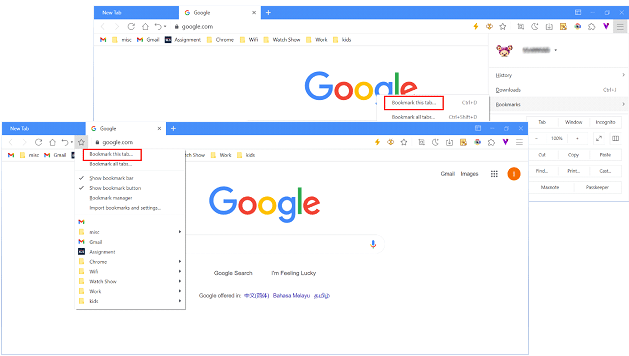 New Tab
Google
google.com
misc Gmail Assignment Chrome Wifi Watch Show Work kids
Google
History
Downloads Ctrl+J
Bookmarks
Bookmark this tab... Ctrl+D
Bookmark all tabs... Ctrl+Shift+D
Tab Window Incognito
100%
Cut Copy Paste
Find... Print... Cast...
Maxnote Passkeeper
New Tab
Google
google.com
misc Gmail
Show Work kids
Bookmark this tab...
Bookmark all tabs...
Show bookmark bar
Show bookmark button
Bookmark manager
Import bookmarks and settings...
misc
Gmail
Assignment
Chrome
Wifi
Watch Show
Work
kids
Gmail Images
Google
Google Search I'm Feeling Lucky
Google offered in: 中文(简体) Bahasa Melayu தமிழ்